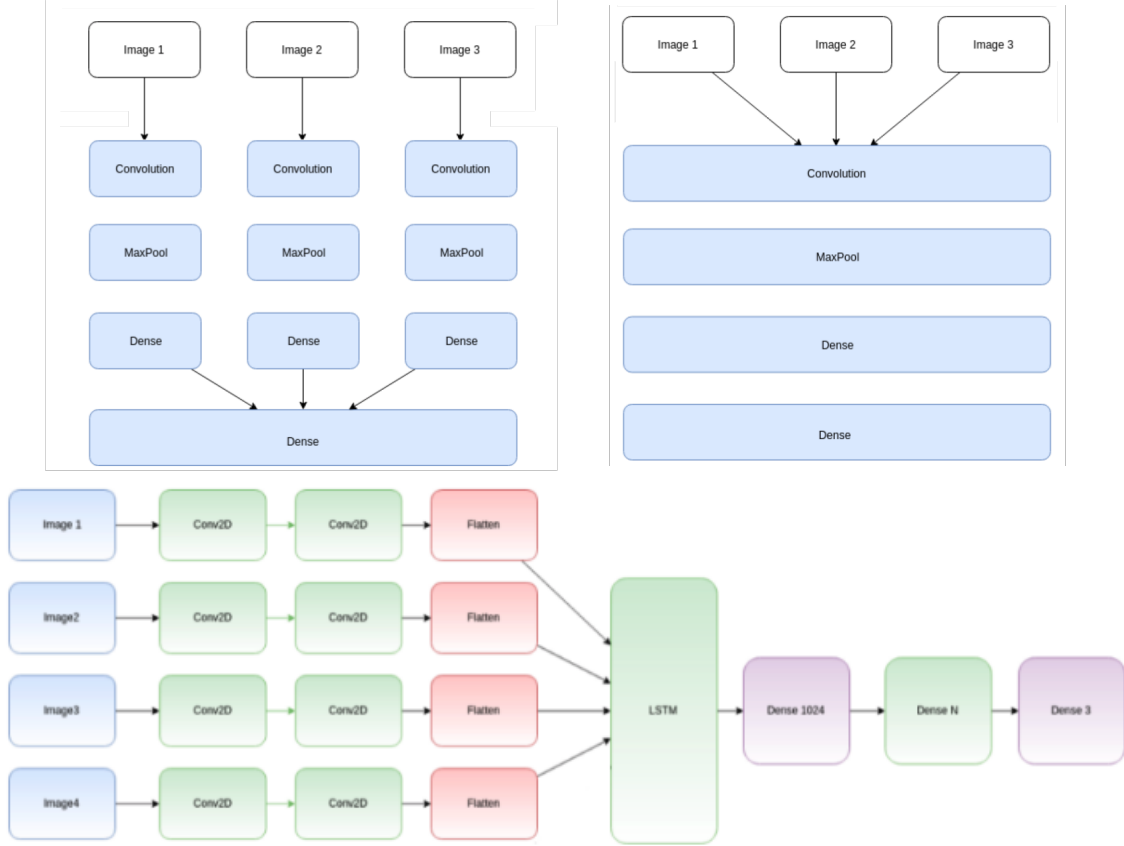 Image 1
Image 2
Image 3
Convolution
Convolution
Convolution
MaxPool
MaxPool
MaxPool
Dense
Dense
Dense
Dense
Image 1
Image 2
Image 3
Convolution
MaxPool
Dense
Dense
Image 1
Conv2D
Conv2D
Flatten
Image2
Conv2D
Conv2D
Flatten
Image3
Conv2D
Conv2D
Flatten
Image4
Conv2D
Conv2D
Flatten
LSTM
Dense 1024
Dense N
Dense 3